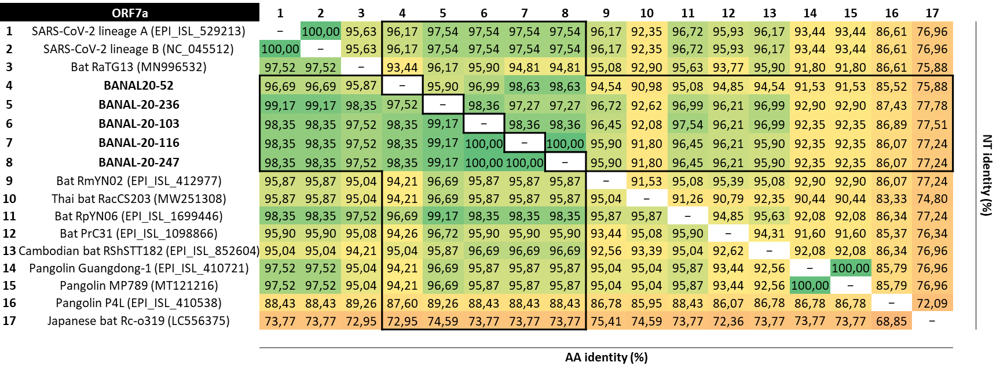 ORF7a 1 2 3 4 5 6 7 8 9 10 11 12 13 14 15 16 17
1 SARS-CoV-2 lineage A (EPI_ISL_529213) – 100,00 95,63 96,17 97,54 97,54 97,54 97,54 96,17 92,35 96,72 95,93 96,17 93,44 93,44 86,61 76,96
2 SARS-CoV-2 lineage B (NC_045512) 100,00 – 95,63 96,17 97,54 97,54 97,54 97,54 96,17 92,35 96,72 95,93 96,17 93,44 93,44 86,61 76,96
3 Bat RaTG13 (MN996532) 97,52 97,52 – 93,44 96,17 95,90 94,81 94,81 95,08 92,90 95,63 93,77 95,90 91,80 91,80 86,61 75,88
4 BANAL20-52 96,69 96,69 95,87 – 95,90 96,99 98,63 98,63 94,54 90,98 95,08 94,85 94,54 91,53 91,53 85,52 75,88
5 BANAL-20-236 99,17 99,17 98,35 97,52 – 98,36 97,27 97,27 96,72 92,62 96,99 96,21 96,99 92,90 92,90 87,43 77,78
6 BANAL-20-103 98,35 98,35 97,52 98,35 99,17 – 98,36 98,36 96,45 92,08 97,54 96,21 96,99 92,35 92,35 86,89 77,51
7 BANAL-20-116 98,35 98,35 97,52 98,35 99,17 100,00 – 100,00 95,90 91,80 96,45 96,21 95,90 92,35 92,35 86,07 77,24
8 BANAL-20-247 98,35 98,35 97,52 98,35 99,17 100,00 100,00 – 95,90 91,80 96,45 96,21 95,90 92,35 92,35 86,07 77,24
9 Bat RmYN02 (EPI_ISL_412977) 95,87 95,87 95,04 94,21 96,69 95,87 95,87 95,87 – 91,53 95,08 95,39 95,08 92,90 92,90 86,07 77,24
10 Thai bat RacCS203 (MW251308) 95,87 95,87 95,04 94,21 96,69 95,87 95,87 95,87 95,04 – 91,26 90,79 92,35 90,44 90,44 83,33 74,80
11 Bat RpYN06 (EPI_ISL_1699446) 98,35 98,35 97,52 96,69 99,17 98,35 98,35 98,35 95,87 95,87 – 94,85 95,63 92,08 92,08 86,34 77,24
12 Bat PrC31 (EPI_ISL_1098866) 95,90 95,90 95,08 94,26 96,72 95,90 95,90 95,90 93,44 95,08 95,90 – 94,31 91,60 91,60 85,37 76,34
13 Cambodian bat RShSTT182 (EPI_ISL_852604) 95,04 95,04 94,21 95,04 95,87 96,69 96,69 96,69 92,56 93,39 95,04 92,62 – 92,08 92,08 86,34 76,96
14 Pangolin Guangdong-1 (EPI_ISL_410721) 97,52 97,52 95,04 94,21 96,69 95,87 95,87 95,87 95,04 95,04 95,87 93,44 92,56 – 100,00 85,79 76,96
15 Pangolin MP789 (MT121216) 97,52 97,52 95,04 94,21 96,69 95,87 95,87 95,87 95,04 95,04 95,87 93,44 92,56 100,00 – 85,79 76,96
16 Pangolin P4L (EPI_ISL_410538) 88,43 88,43 89,26 87,60 89,26 88,43 88,43 88,43 86,78 85,95 88,43 86,07 86,78 86,78 86,78 – 72,09
17 Japanese bat Rc-o319 (LC556375) 73,77 73,77 72,95 72,95 74,59 73,77 73,77 73,77 75,41 74,59 73,77 72,36 73,77 73,77 73,77 68,85 –
NT identity (%)
AA identity (%)